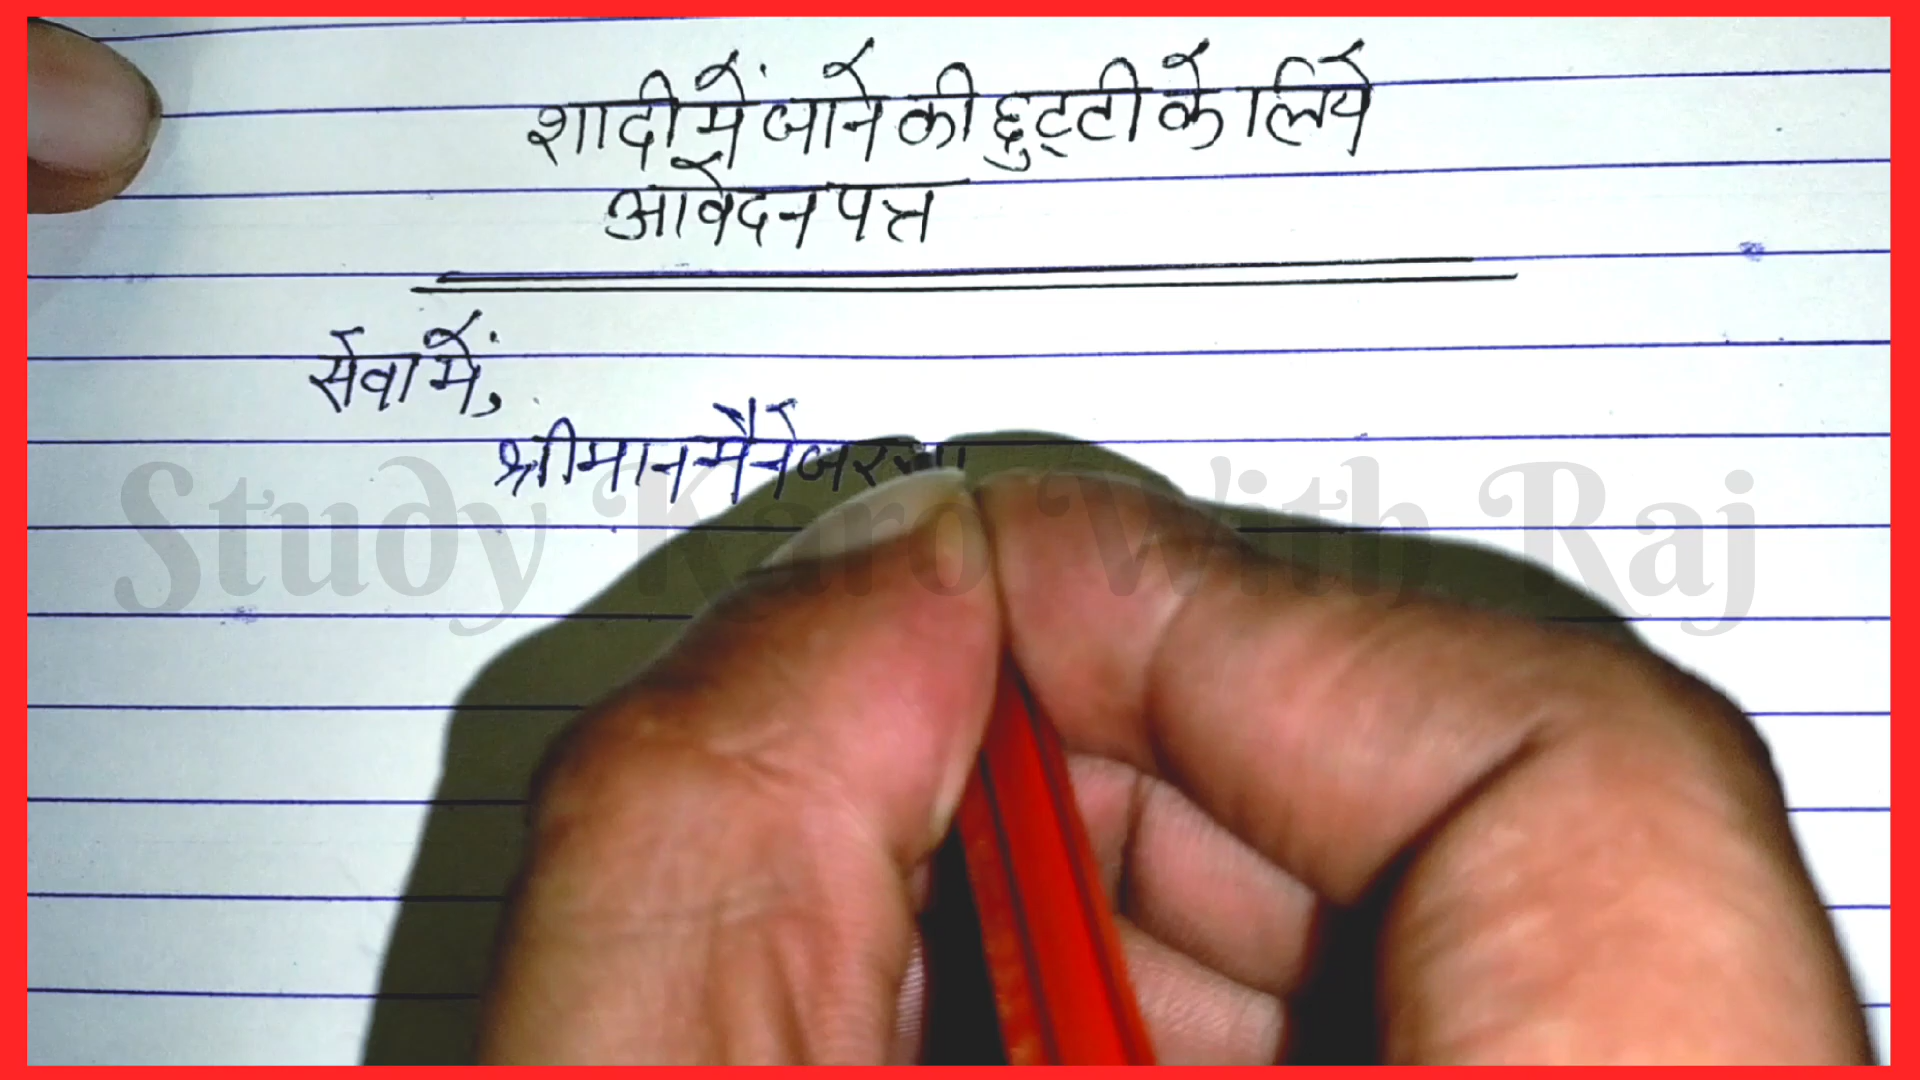 शादी में जाने की छुट्टी के लिये
आवेदन पत्र
सेवा में,
श्रीमान मैनेजर
Study Karo With Raj